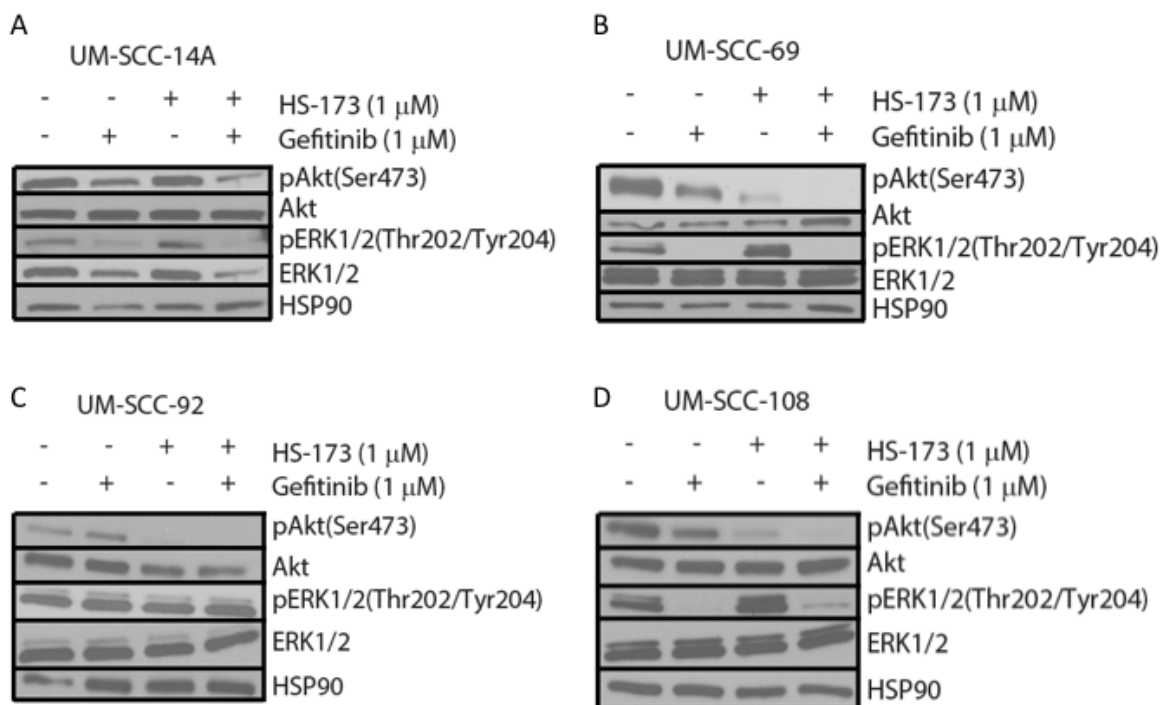 A
UM-SCC-14A
- - + + HS-173 (1 µM)
- + - + Gefitinib (1 µM)
pAkt(Ser473)
Akt
pERK1/2(Thr202/Tyr204)
ERK1/2
HSP90
B
UM-SCC-69
- - + + HS-173 (1 µM)
- + - + Gefitinib (1 µM)
pAkt(Ser473)
Akt
pERK1/2(Thr202/Tyr204)
ERK1/2
HSP90
C
UM-SCC-92
- - + + HS-173 (1 µM)
- + - + Gefitinib (1 µM)
pAkt(Ser473)
Akt
pERK1/2(Thr202/Tyr204)
ERK1/2
HSP90
D
UM-SCC-108
- - + + HS-173 (1 µM)
- + - + Gefitinib (1 µM)
pAkt(Ser473)
Akt
pERK1/2(Thr202/Tyr204)
ERK1/2
HSP90